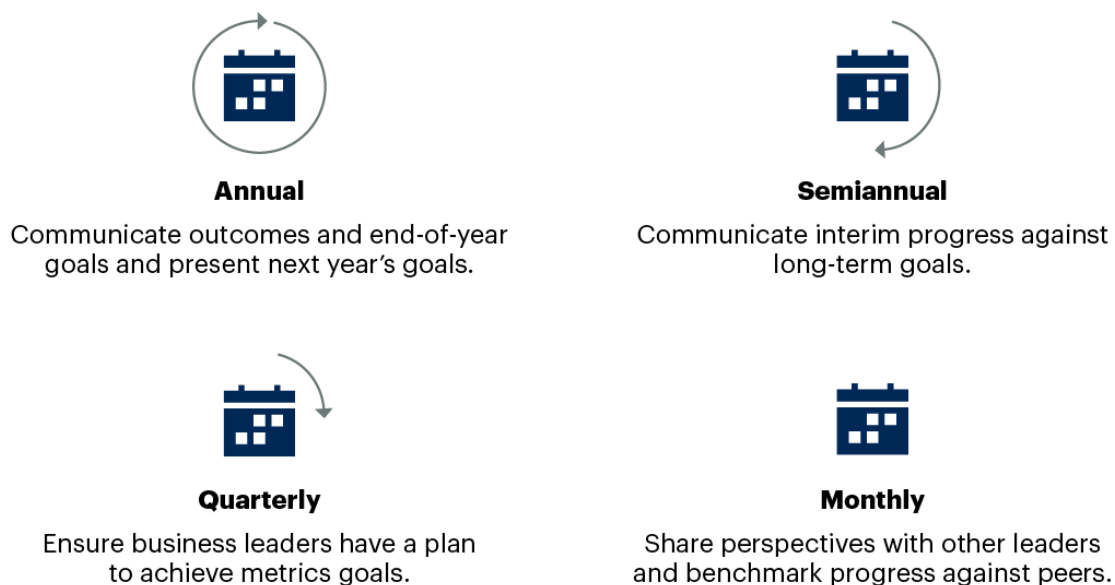 Annual
Communicate outcomes and end-of-year
goals and present next year’s goals.
Semiannual
Communicate interim progress against
long-term goals.
Quarterly
Ensure business leaders have a plan
to achieve metrics goals.
Monthly
Share perspectives with other leaders
and benchmark progress against peers.